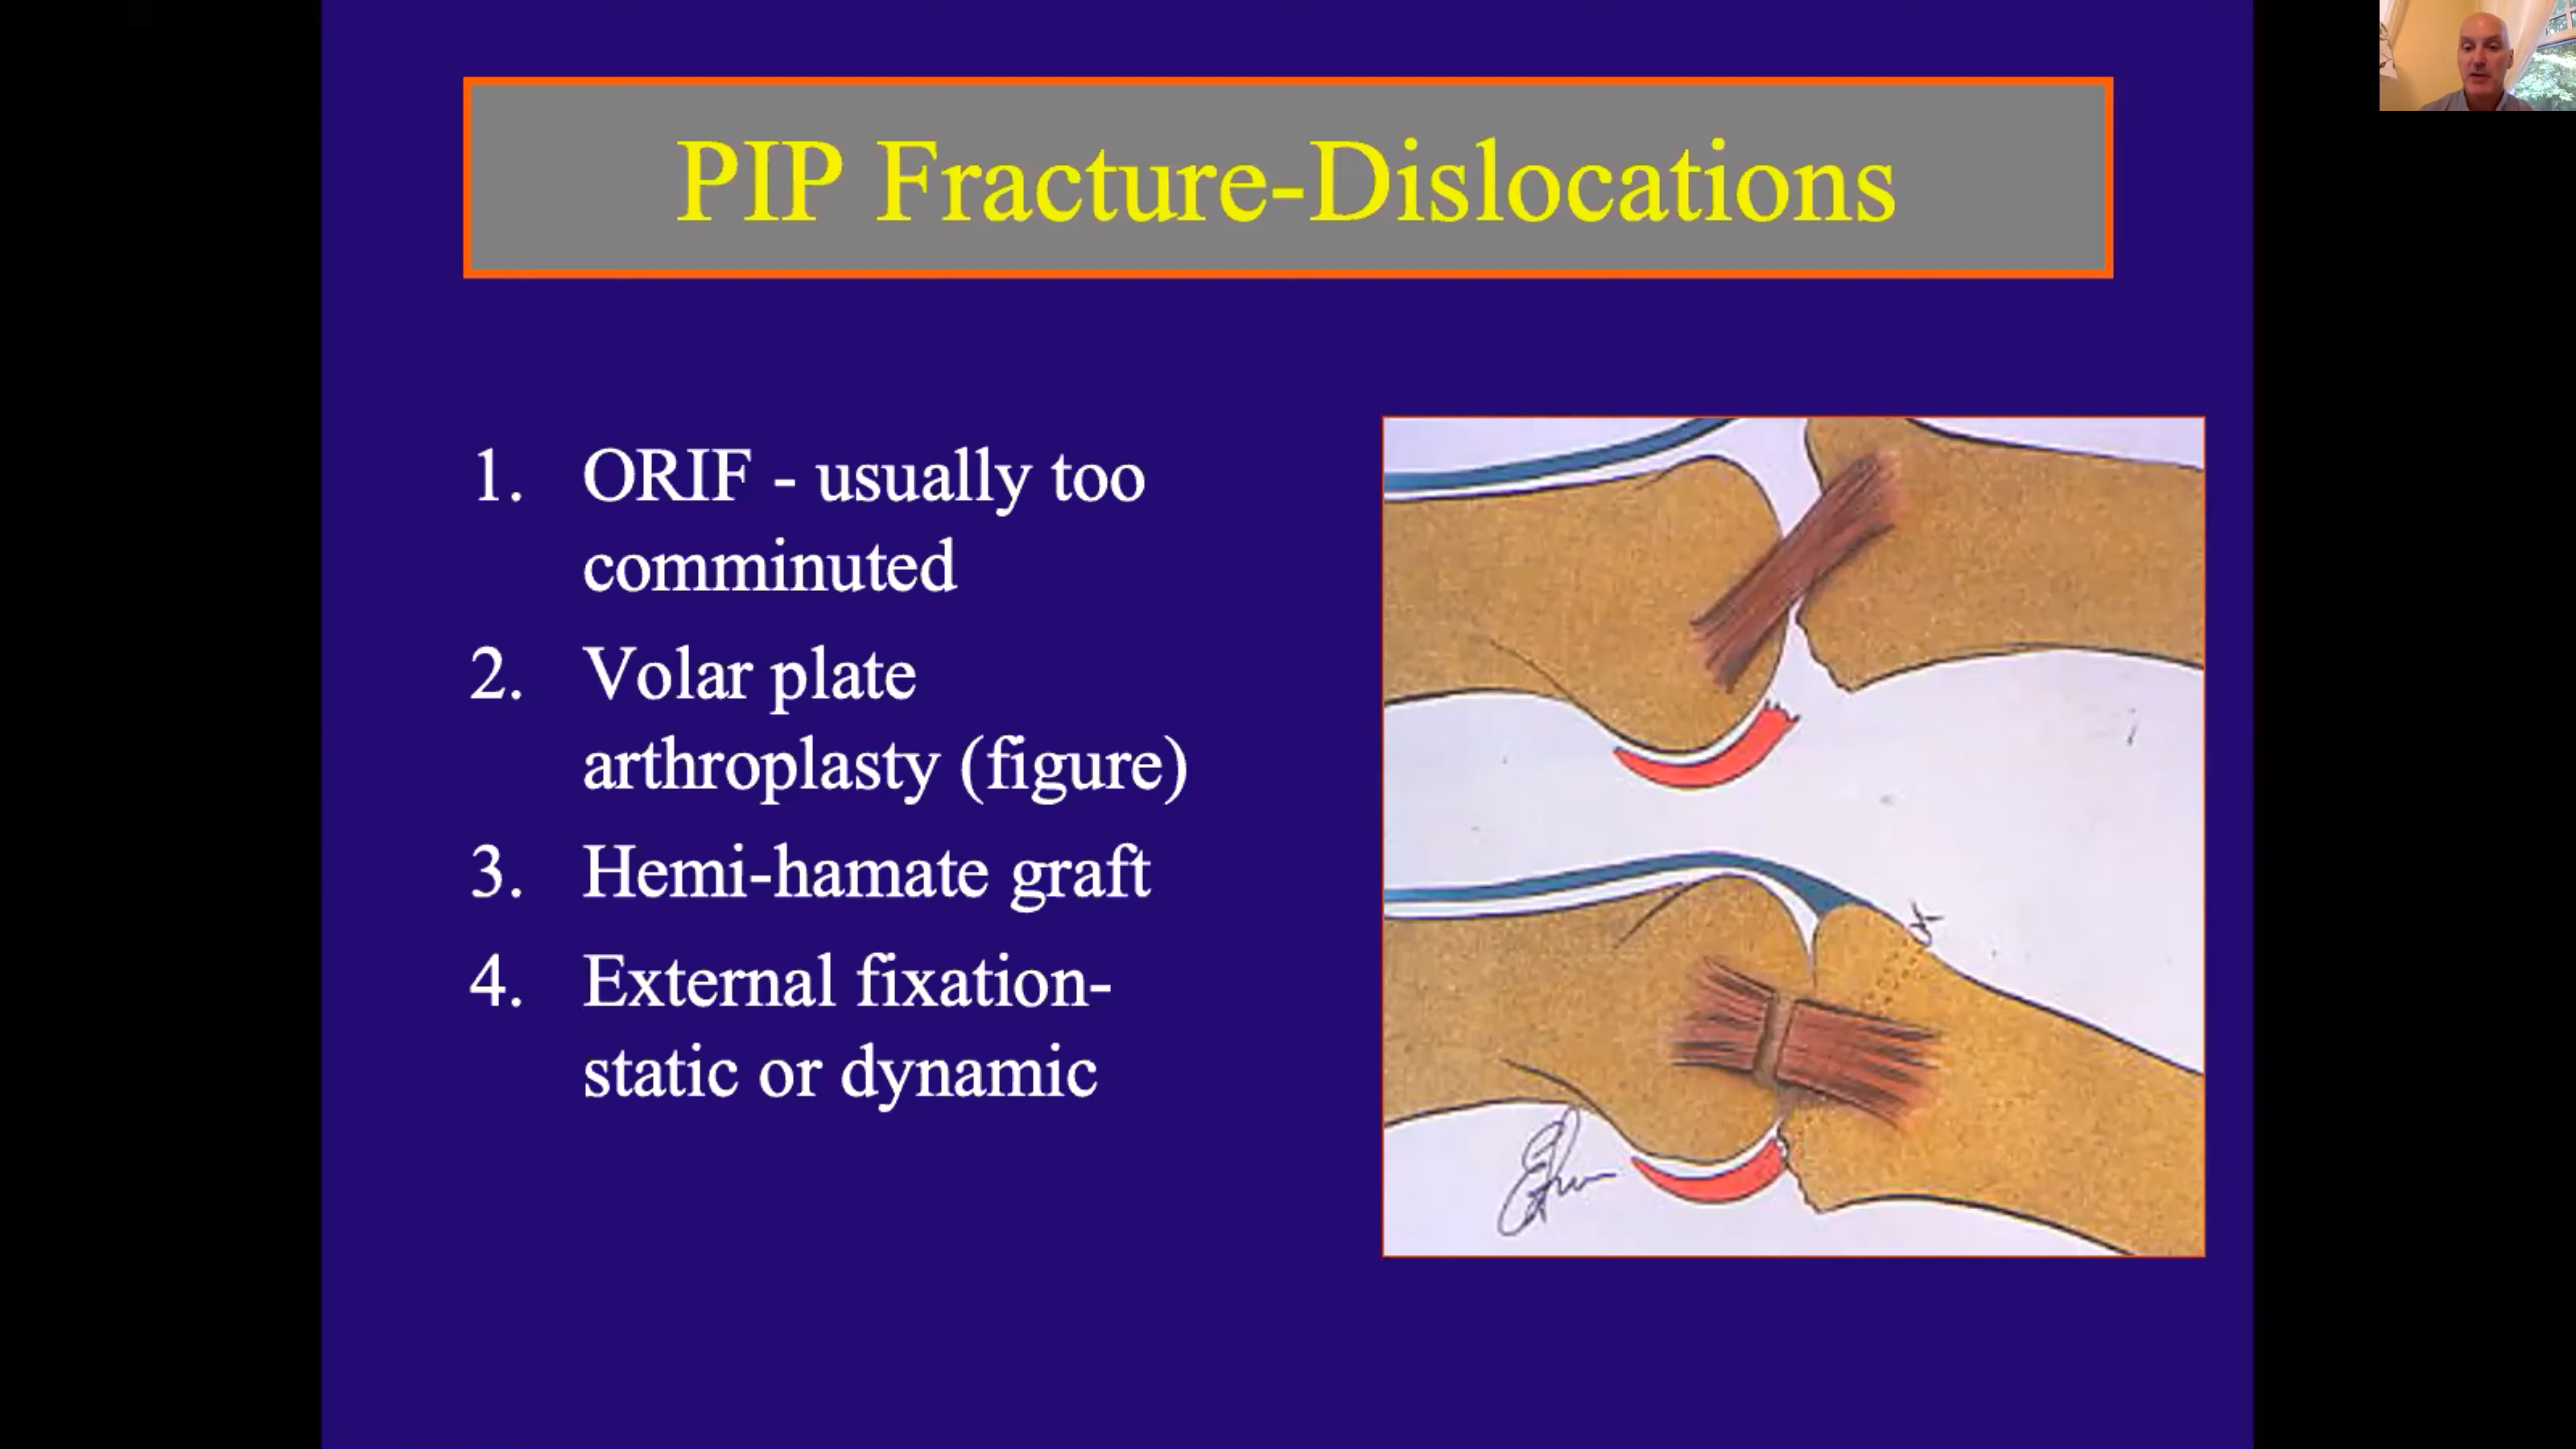 PIP Fracture-Dislocations
1. ORIF - usually too
comminuted
2. Volar plate
arthroplasty (figure)
3. Hemi-hamate graft
4. External fixation-
static or dynamic